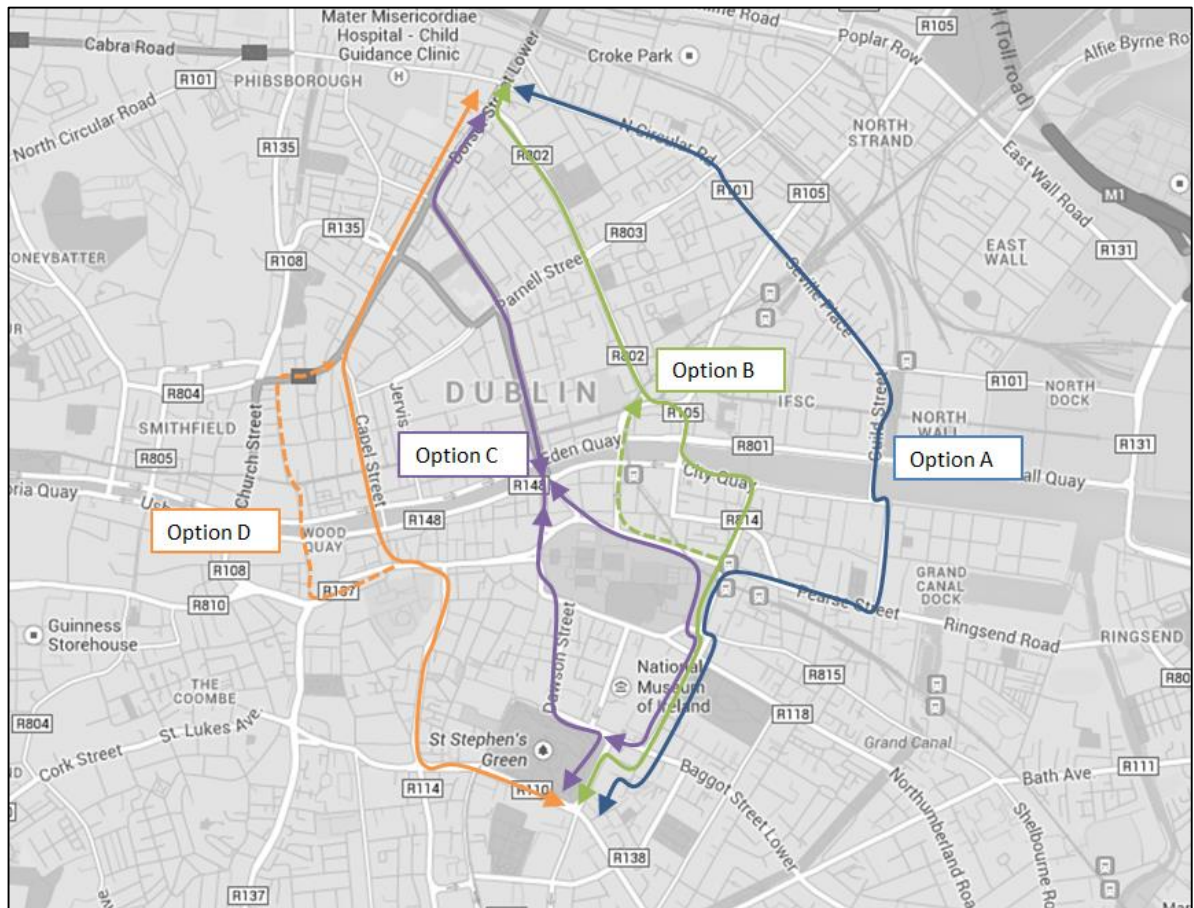 Mater Misericordiae
Hospital - Child
Guidance Clinic
Cabra Road
R101
PHIBSBOROUGH
H
Croke Park
Poplar Row
R105
Alfie Byrne
(Toll road)
North Circular Road
R135
N Circular Rd
NORTH
STRAND
East Wall Road
M1
R802
R101
R105
R131
R135
R803
R108
EAST
WALL
Parnell
Seville Place
R802
Option B
R804
DUBLIN
R105
IFSC
R101
NORTH
DOCK
Jervis
SMITHFIELD
Capel Street
Church Street
Guild Street
NORTH
R805
Option C
Eden Quay
R801
Option A
R131
Quay
City Quay
Quay
R148
R148
R814
Option D
WOOD
QUAY
R108
R137
R810
Pearse Street
GRAND
CANAL
DOCK
Ringsend Road
RINGSEND
Guinness
Storehouse
Dawson Street
National
Museum
of Ireland
R815
THE
COOMBE
St. Lukes Ave
R118
R804
Cork Street
St Stephen's
Green
Grand Canal
R114
R110
Baggot Street Lower
Bath Ave
R111
Northumberland Road
Shelbourne Road
R138
R137